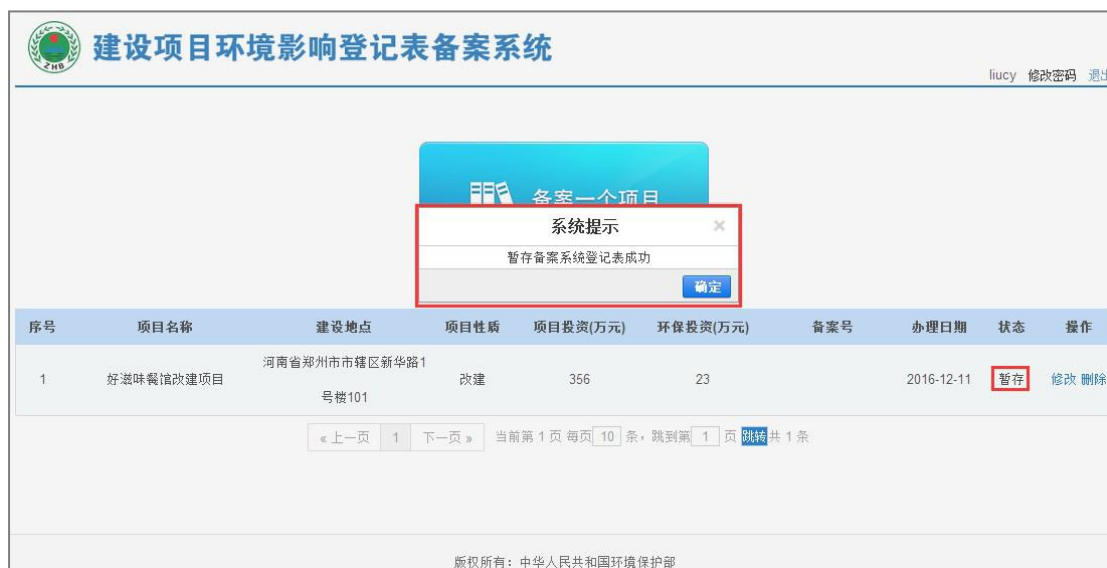 建设项目环境影响登记表备案系统
ZHB
liucy 修改密码 退出
备案一个项目
系统提示 ×
暂存备案系统登记表成功
确定
序号 项目名称 建设地点 项目性质 项目投资(万元) 环保投资(万元) 备案号 办理日期 状态 操作
河南省郑州市市辖区新华路1
1 好滋味餐馆改建项目 改建 356 23 2016-12-11 暂存 修改 删除
号楼101
«上一页 1 下一页» 当前第 1 页 每页 10 条，跳到第 1 页 跳转 共 1 条
版权所有：中华人民共和国环境保护部